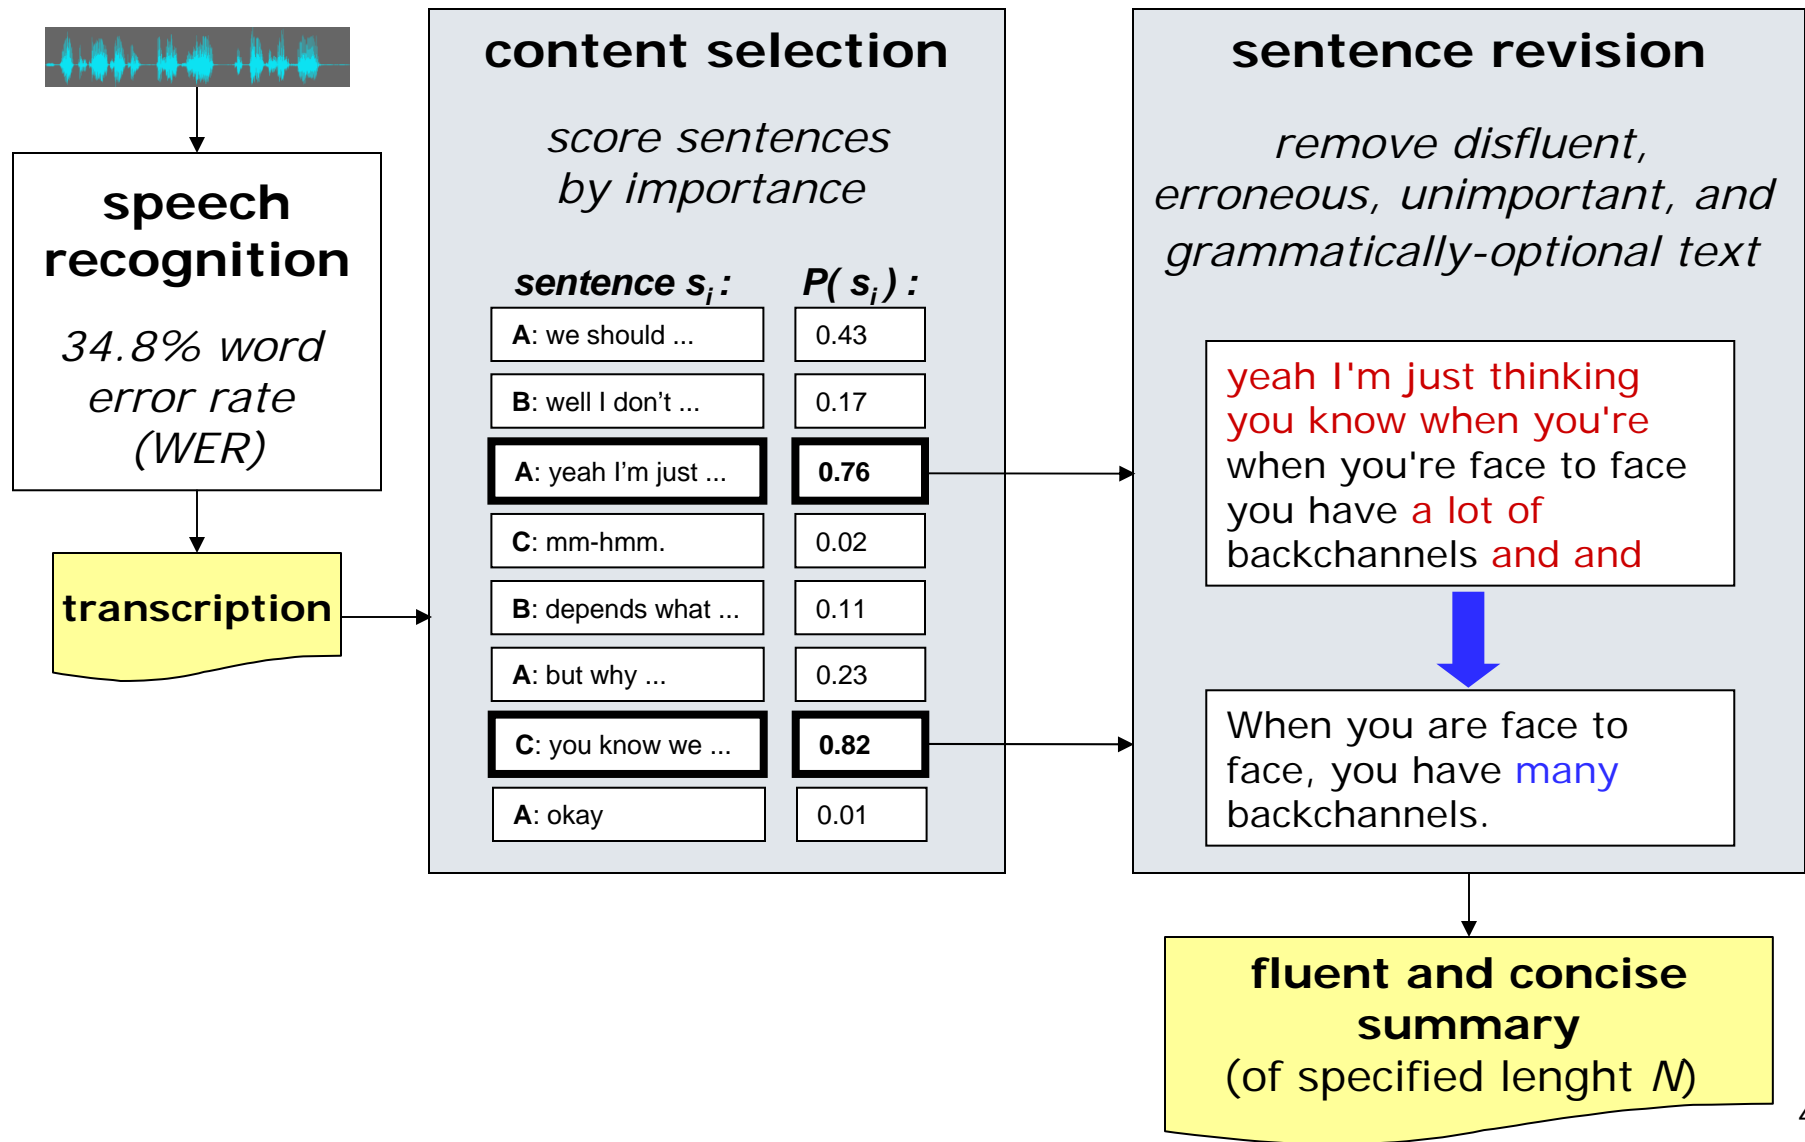 speech
recognition
34.8% word
error rate
(WER)
transcription
content selection
score sentences
by importance
sentence si : P( si ) :
A: we should ... 0.43
B: well I don't ... 0.17
A: yeah I'm just ... 0.76
C: mm-hmm. 0.02
B: depends what ... 0.11
A: but why ... 0.23
C: you know we ... 0.82
A: okay 0.01
sentence revision
remove disfluent,
erroneous, unimportant, and
grammatically-optional text
yeah I'm just thinking
you know when you're
when you're face to face
you have a lot of
backchannels and and
When you are face to
face, you have many
backchannels.
fluent and concise
summary
(of specified lenght N)